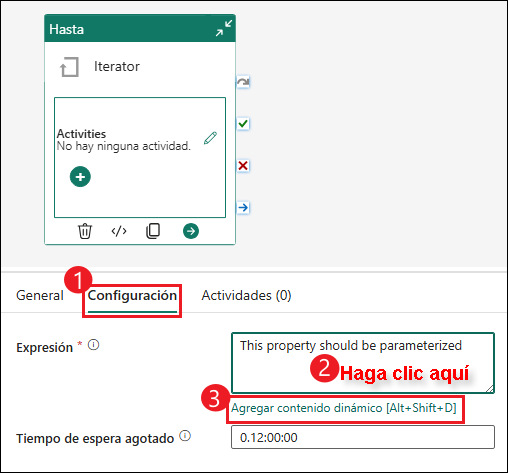 Hasta
Iterator
Activities
No hay ninguna actividad.
1
General Configuración Actividades (0)
Expresión *
This property should be parameterized
2 Haga clic aquí
3
Agregar contenido dinámico [Alt+Shift+D]
Tiempo de espera agotado
0.12:00:00